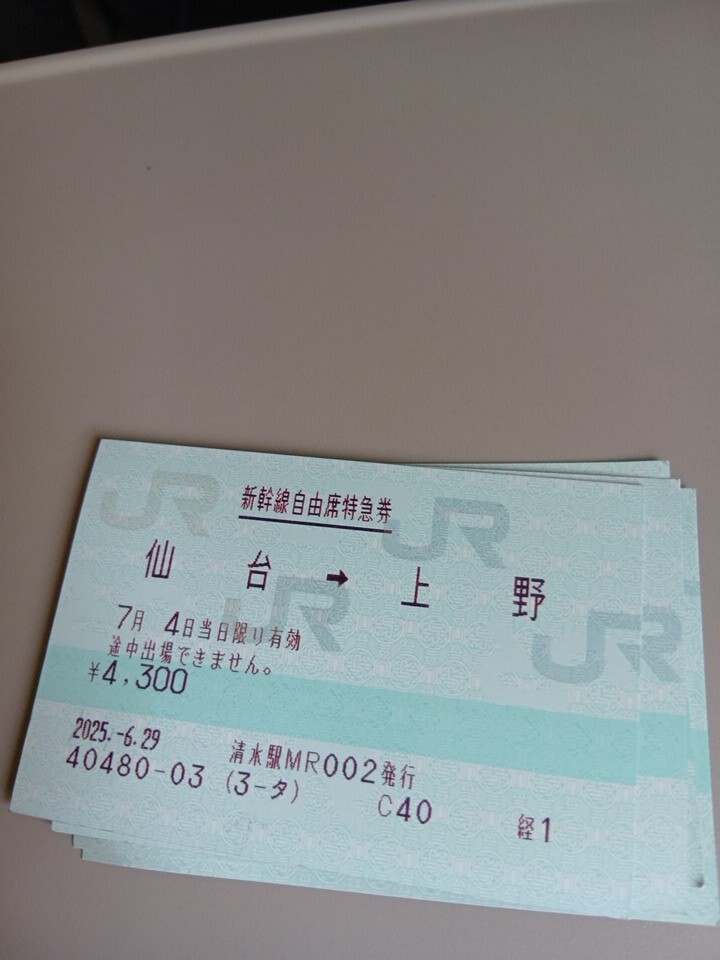 新幹線自由席特急券
仙台➡上野
7月 4日当日限り有効
途中出場できません。
¥4,300
2025.-6.29 清水駅MR002発行
40480-03 (3-タ) C40 経1